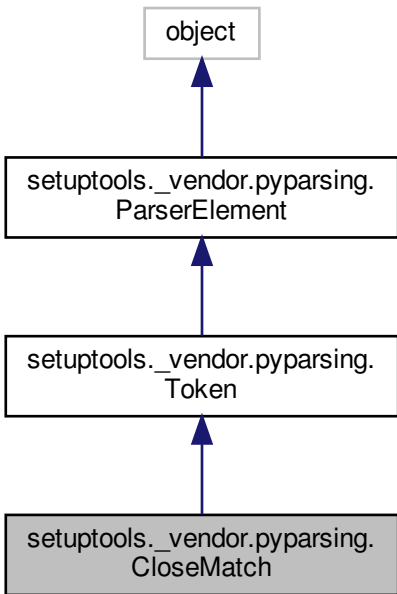 object
setuptools._vendor.pyparsing.
ParserElement
setuptools._vendor.pyparsing.
Token
setuptools._vendor.pyparsing.
CloseMatch